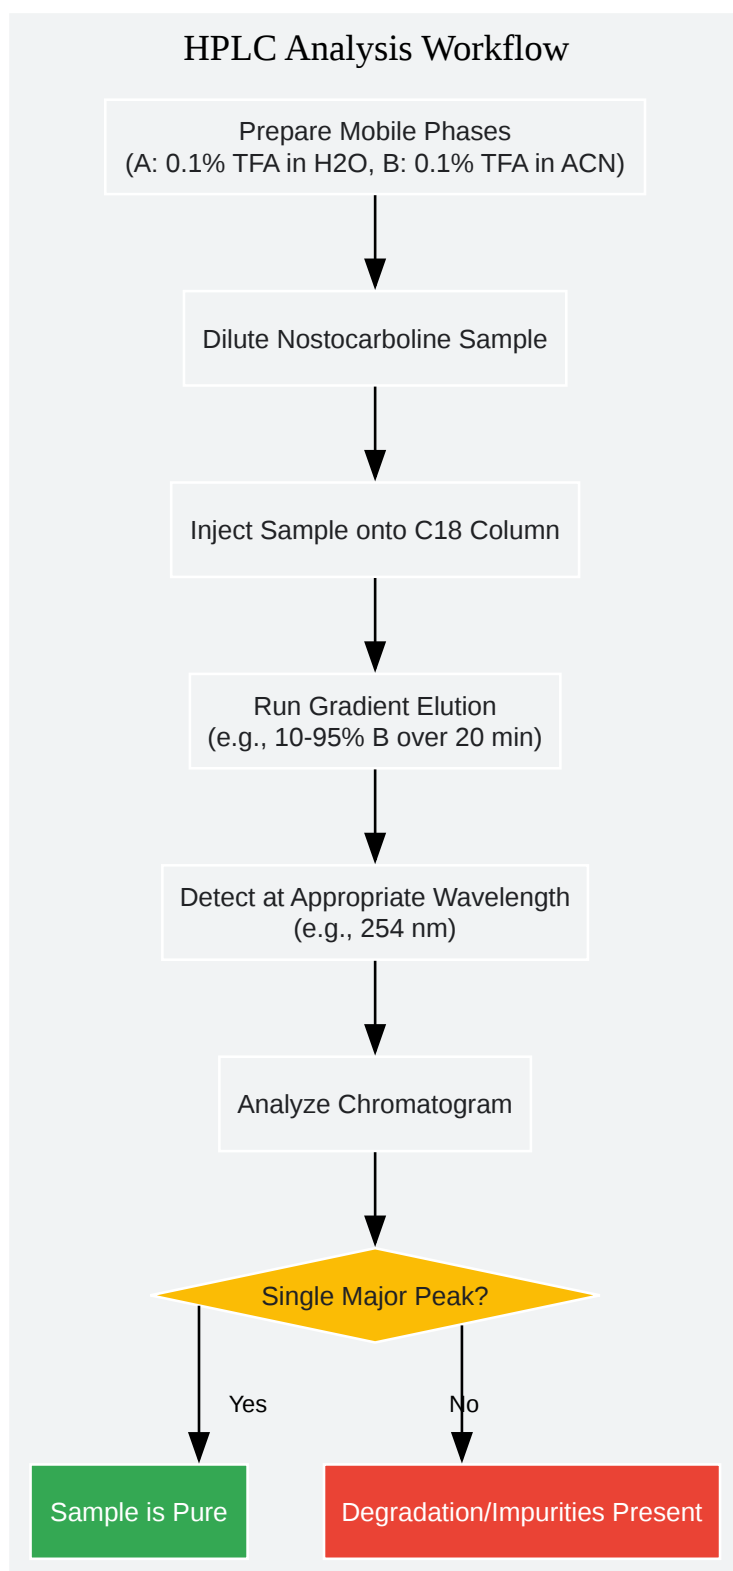 HPLC Analysis Workflow
Prepare Mobile Phases
(A: 0.1% TFA in H2O, B: 0.1% TFA in ACN)
Dilute Nostocarboline Sample
Inject Sample onto C18 Column
Run Gradient Elution
(e.g., 10-95% B over 20 min)
Detect at Appropriate Wavelength
(e.g., 254 nm)
Analyze Chromatogram
Single Major Peak?
Yes
No
Sample is Pure
Degradation/Impurities Present